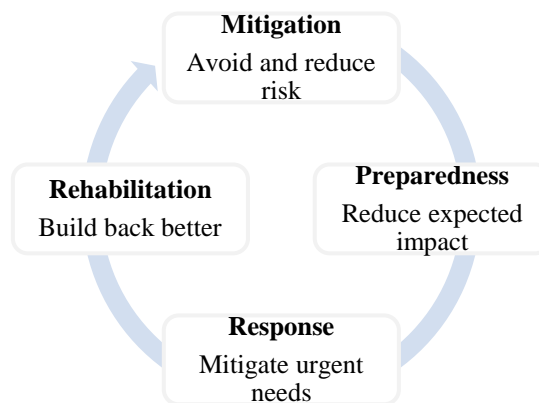 Mitigation
Avoid and reduce
risk
Preparedness
Reduce expected
impact
Response
Mitigate urgent
needs
Rehabilitation
Build back better